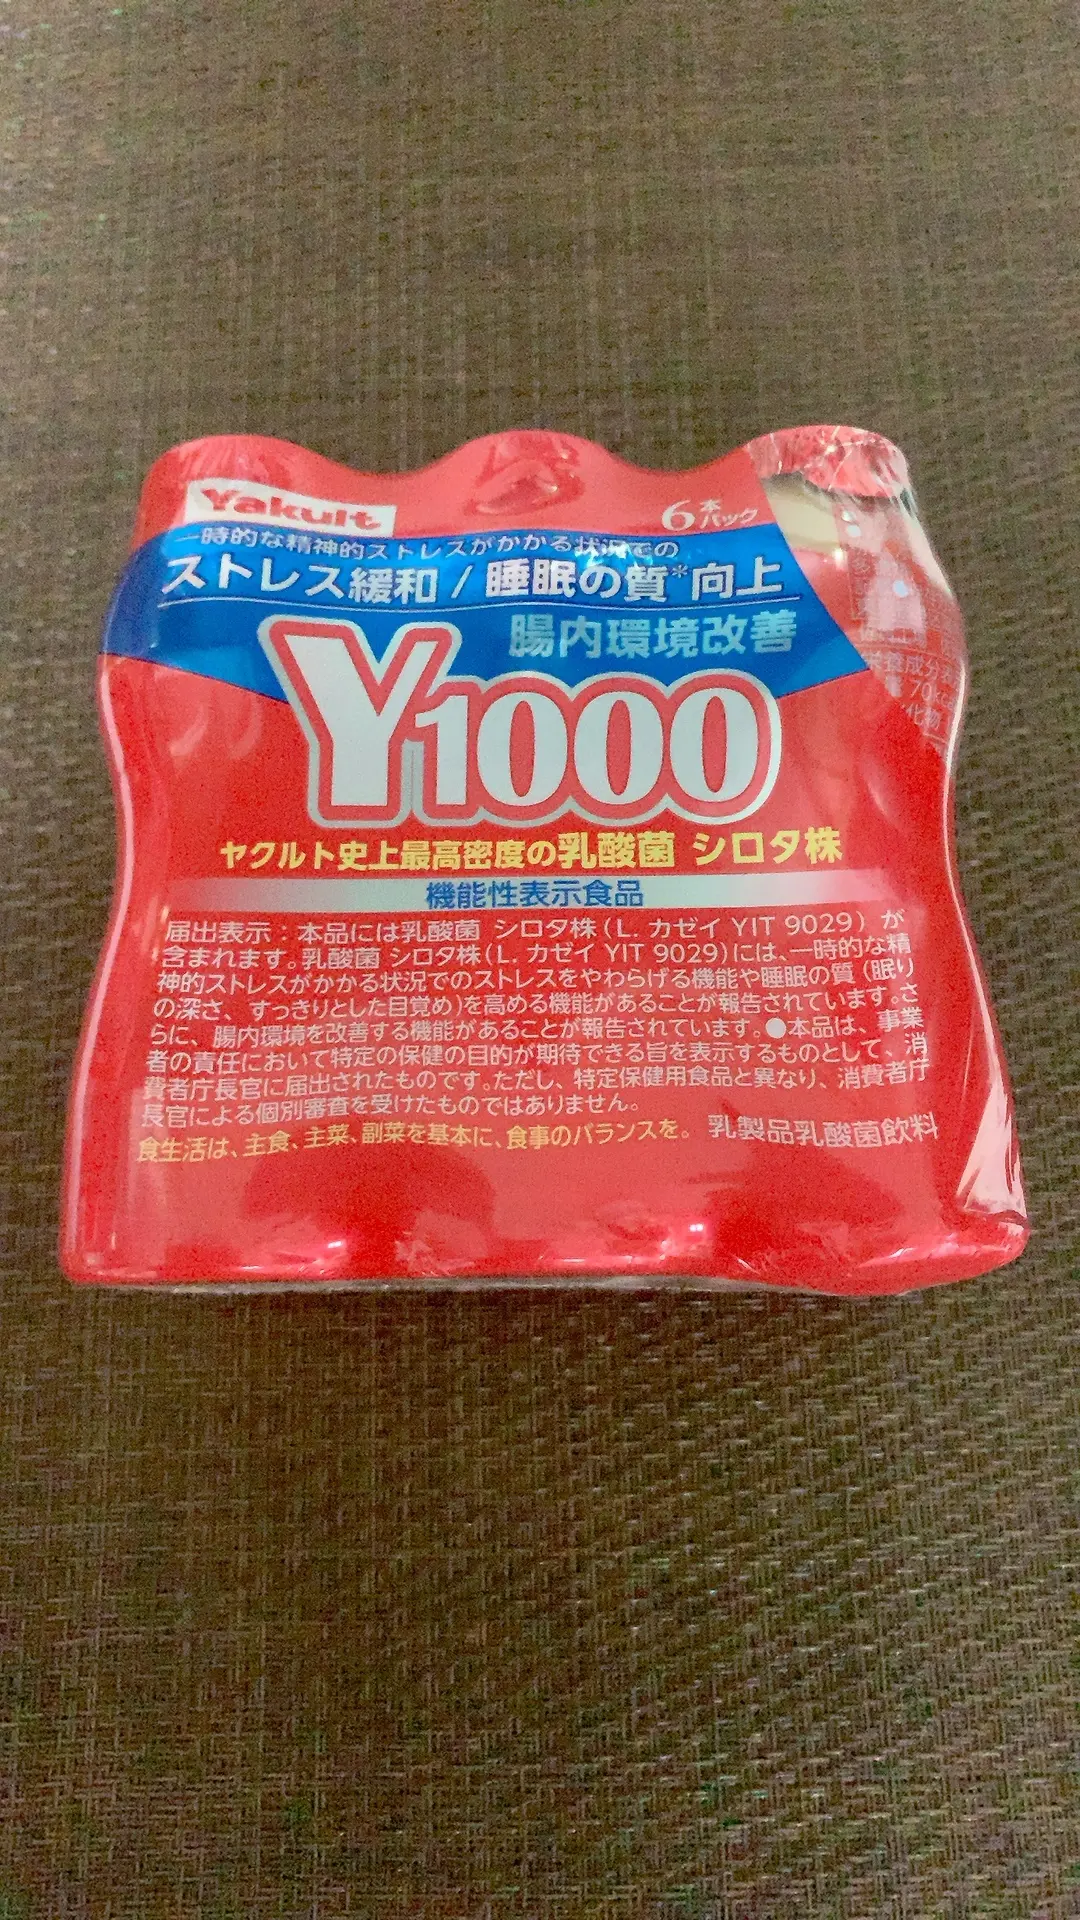 Yakult
6本パック
一時的な精神的ストレスがかかる状況での
ストレス緩和 / 睡眠の質*向上
腸内環境改善
Y1000
ヤクルト史上最高密度の乳酸菌 シロタ株
機能性表示食品
届出表示：本品には乳酸菌 シロタ株(L. カゼイ YIT 9029) が
含まれます。乳酸菌 シロタ株(L. カゼイ YIT 9029)には、一時的な精
神的ストレスがかかる状況でのストレスをやわらげる機能や睡眠の質 (眠り
の深さ、すっきりとした目覚め)を高める機能があることが報告されています。さ
らに、腸内環境を改善する機能があることが報告されています。●本品は、事業
者の責任において特定の保健の目的が期待できる旨を表示するものとして、消
費者庁長官に届出されたものです。ただし、特定保健用食品と異なり、消費者庁
長官による個別審査を受けたものではありません。
食生活は、主食、主菜、副菜を基本に、食事のバランスを。
乳製品乳酸菌飲料
栄養成分表
70kca
化物